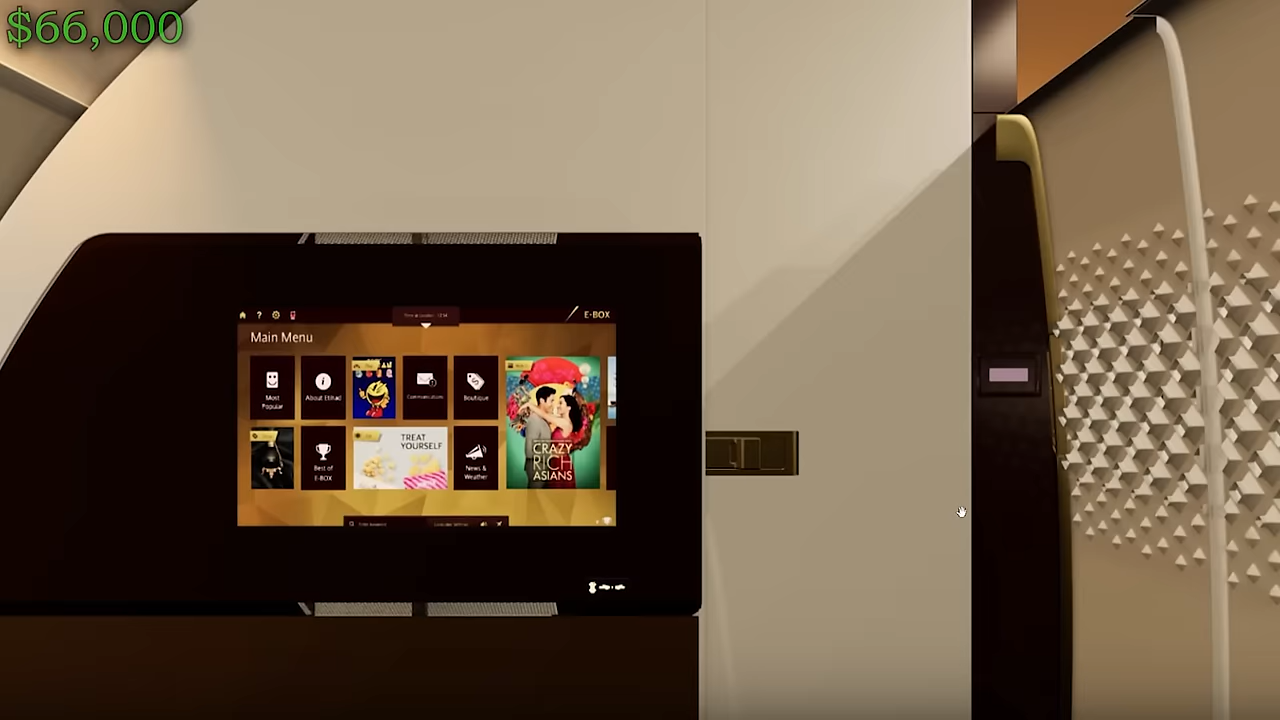 $66,000
E·BOX
Main Menu
Most Popular
About Etihad
Communications
Boutique
CRAZY
RICH
ASIANS
Best of
E-BOX
TREAT
YOURSELF
News &
Weather